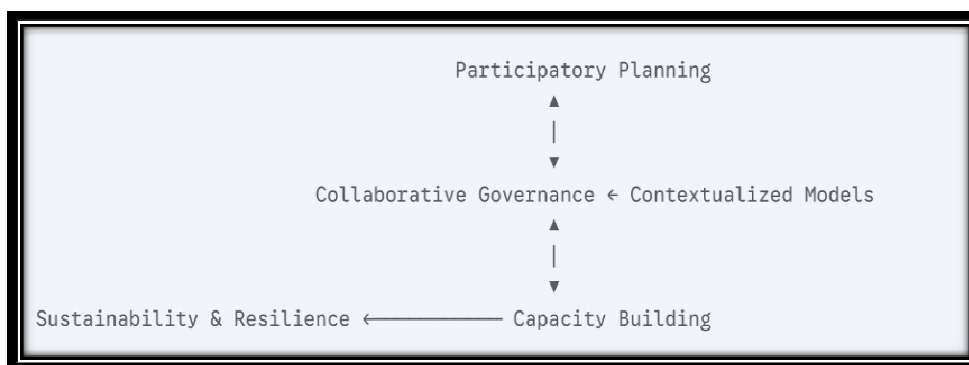 Participatory Planning
▲
|
▼
Collaborative Governance ← Contextualized Models
▲
|
▼
Sustainability & Resilience ←───────── Capacity Building